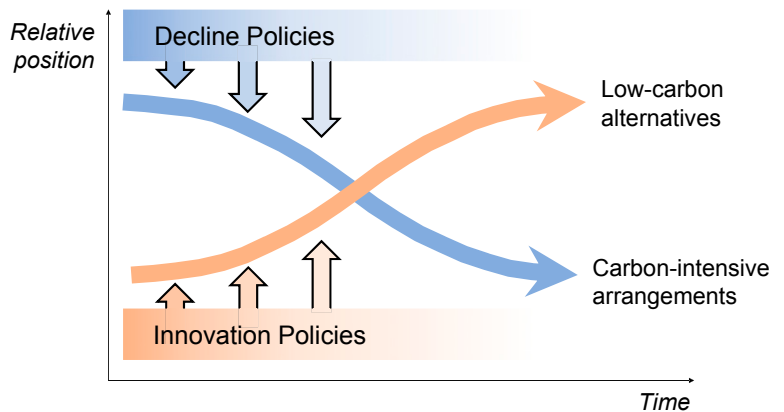 Relative
position
Decline Policies
Low-carbon
alternatives
Carbon-intensive
arrangements
Innovation Policies
Time